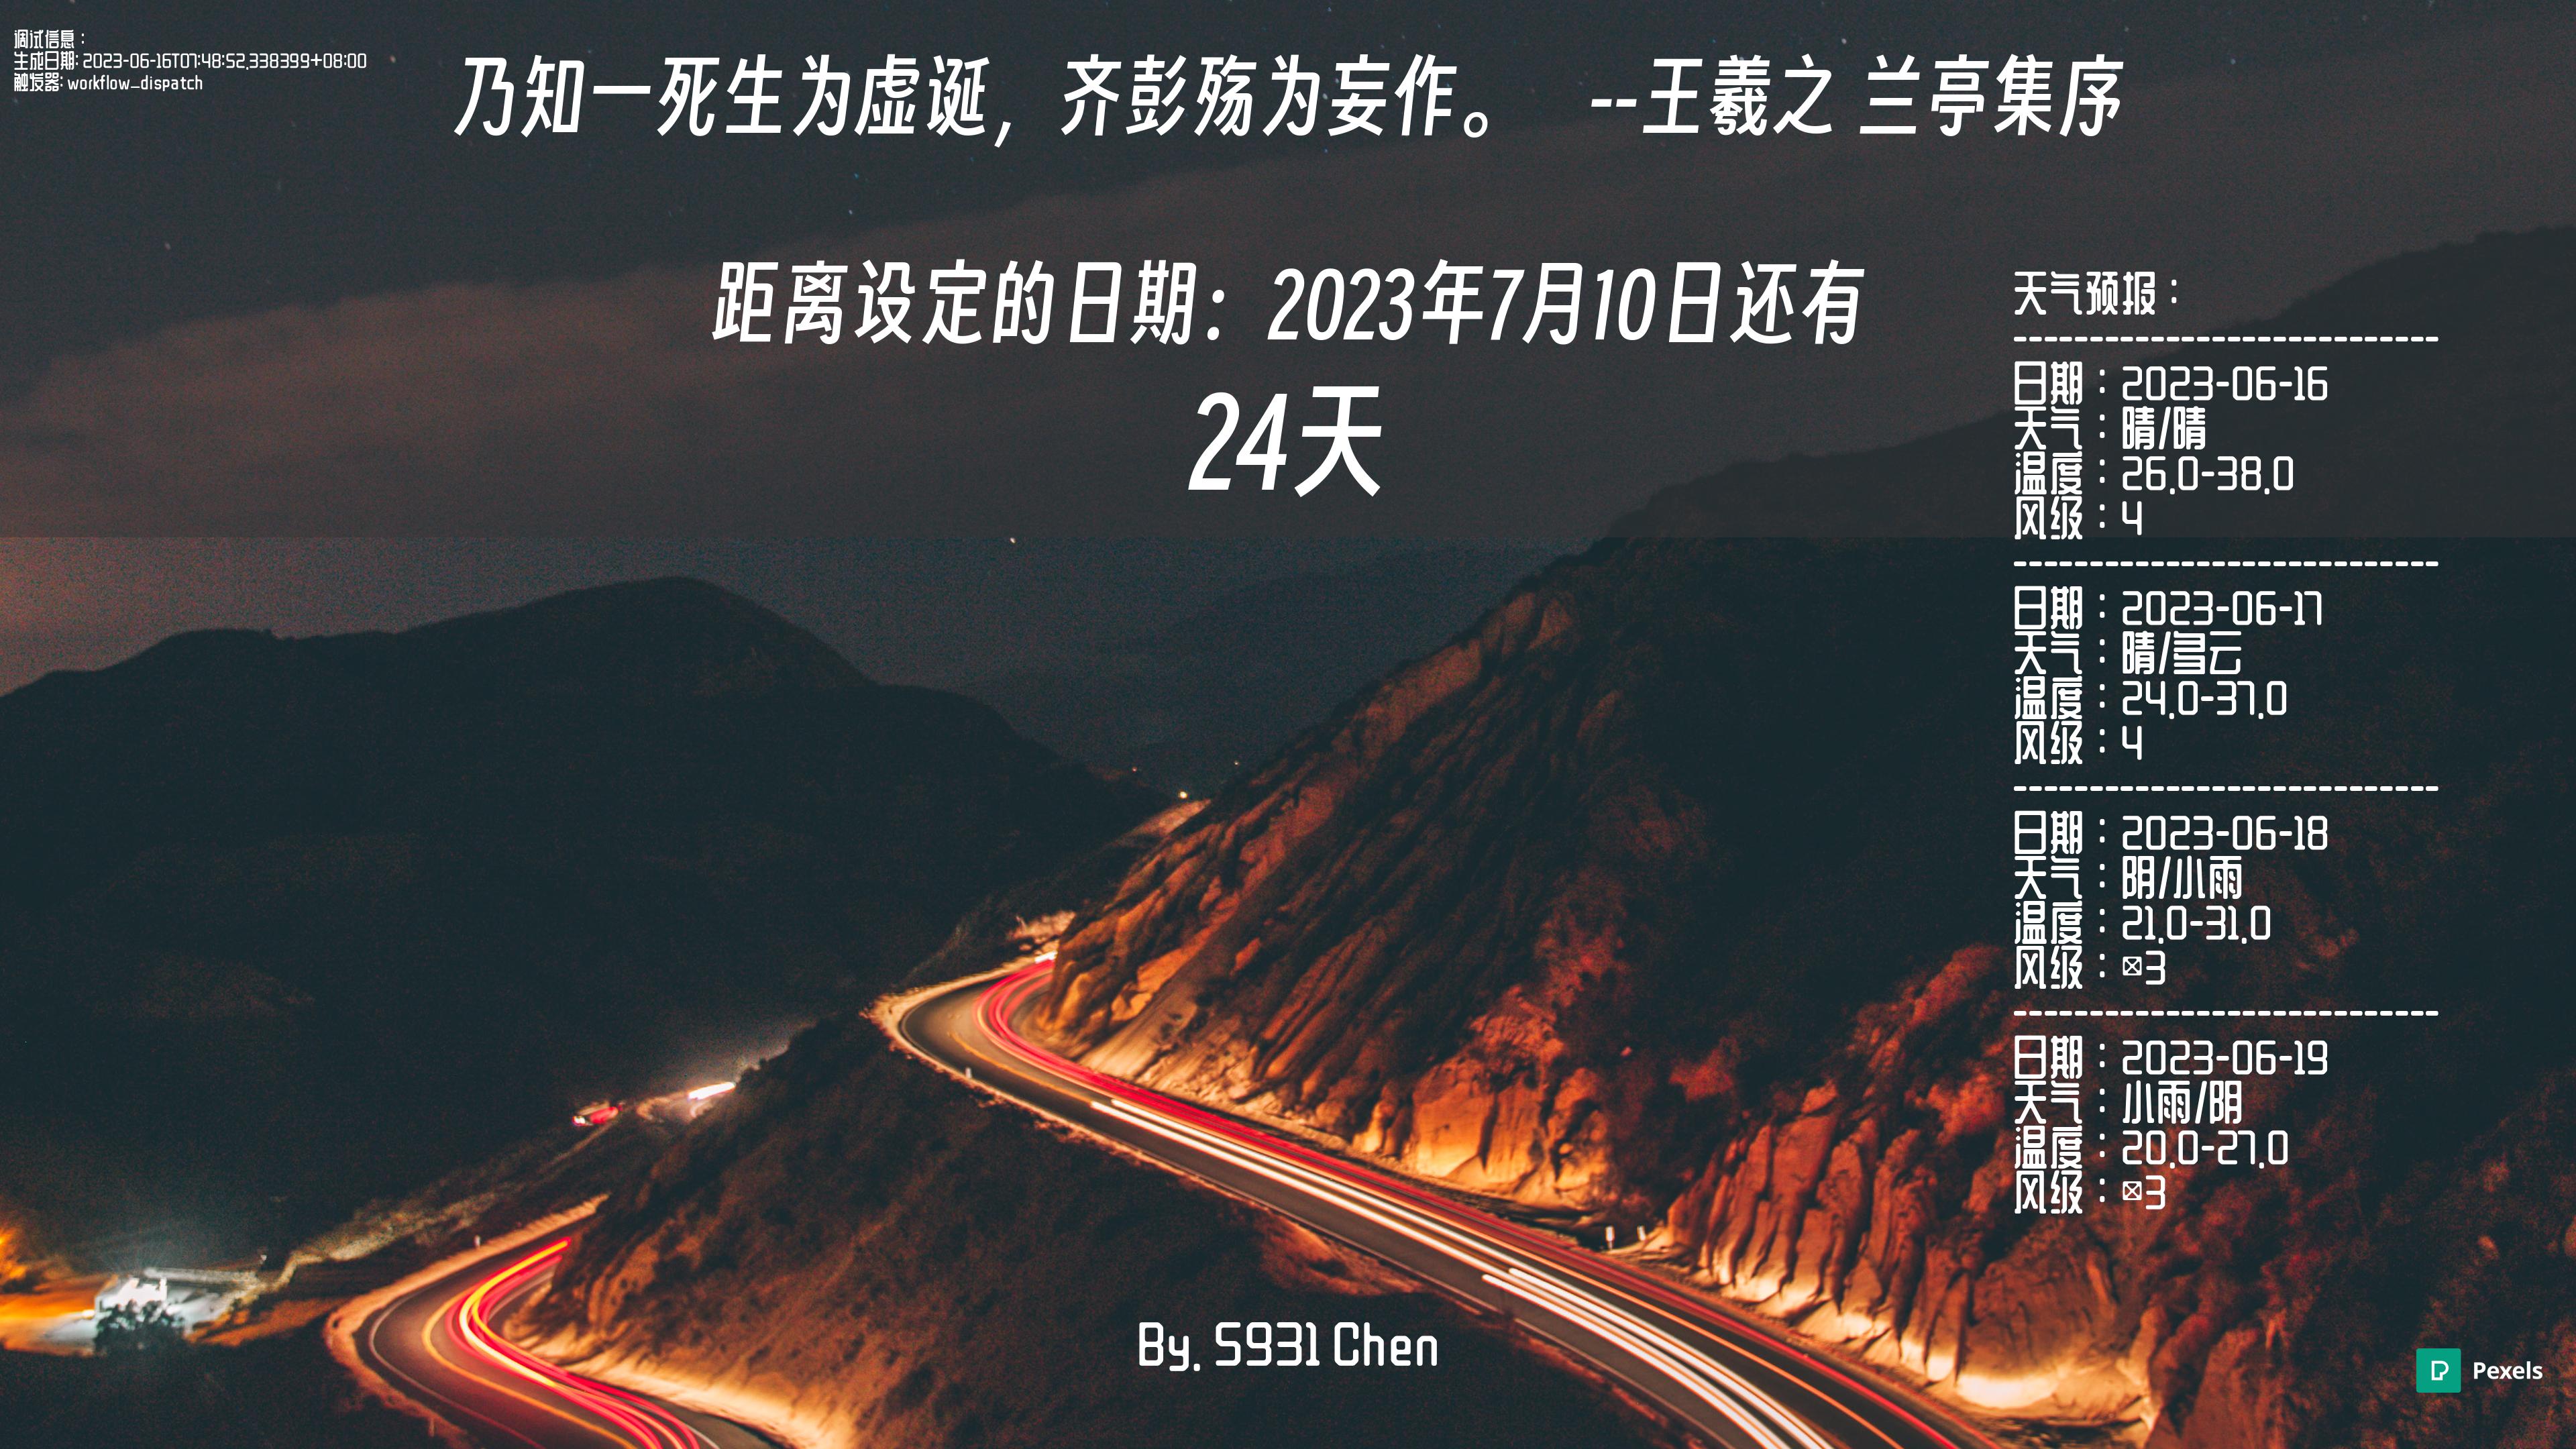 调试信息：
生成日期: 2023-06-16T07:48:52.338399+08:00
触发器: workflow_dispatch
乃知一死生为虚诞，齐彭殇为妄作。 --王羲之 兰亭集序
距离设定的日期：2023年7月10日还有
24天
天气预报：
----------------------------
日期：2023-06-16
天气：晴/晴
温度：26.0-38.0
风级：4
----------------------------
日期：2023-06-17
天气：晴/多云
温度：24.0-37.0
风级：4
----------------------------
日期：2023-06-18
天气：阴/小雨
温度：21.0-31.0
风级：☒3
----------------------------
日期：2023-06-19
天气：小雨/阴
温度：20.0-27.0
风级：☒3
By. S931 Chen
Pexels